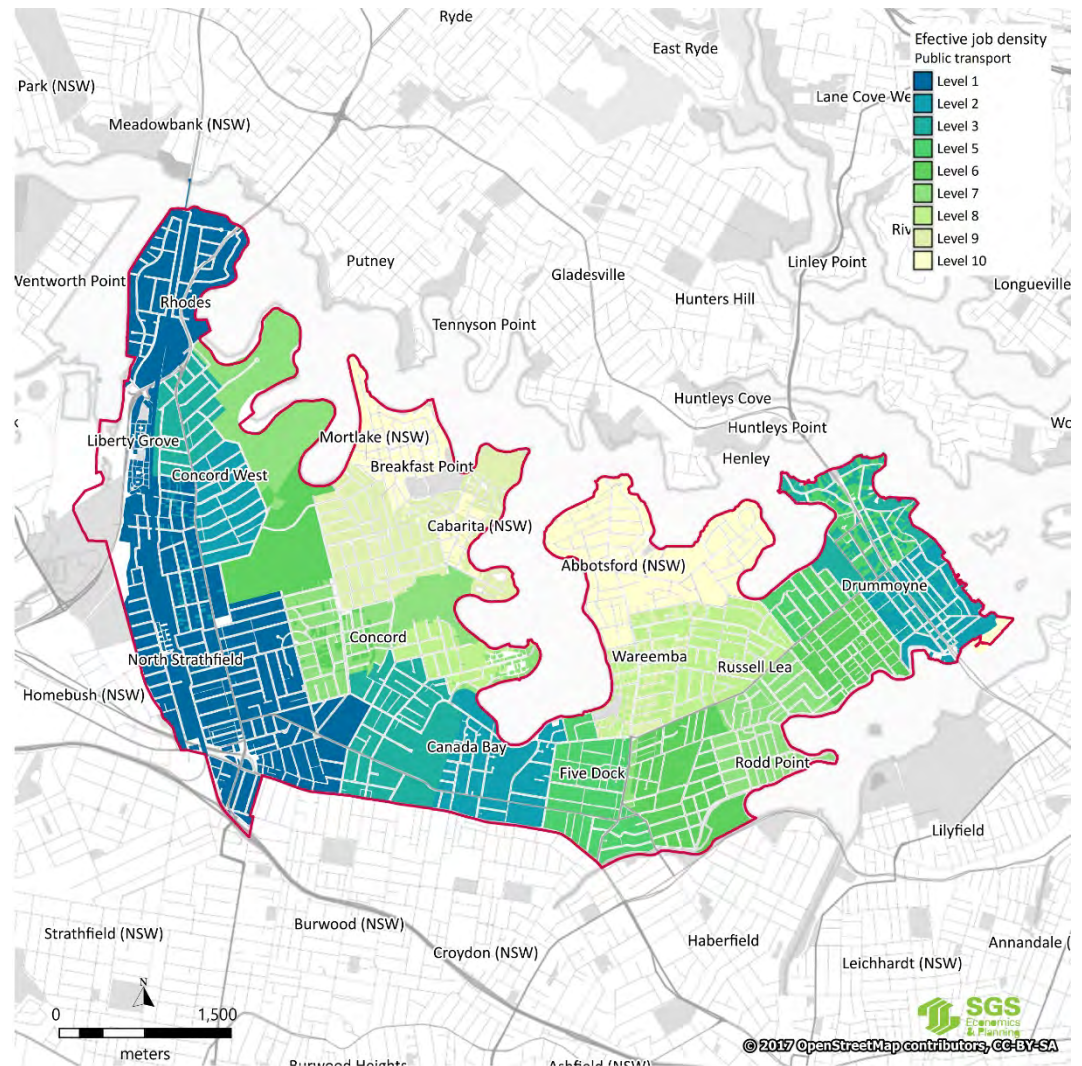 Ryde
East Ryde
Efective job density
Public transport
Level 1
Level 2
Level 3
Level 5
Level 6
Level 7
Level 8
Level 9
Level 10
Park (NSW)
Lane Cove We
Meadowbank (NSW)
Riv
Putney
Gladesville
Linley Point
Wentworth Point
Longueville
Rhodes
Hunters Hill
Tennyson Point
Huntleys Cove
Huntleys Point
Wo
Liberty Grove
Mortlake (NSW)
Henley
Concord West
Breakfast Point
Cabarita (NSW)
Abbotsford (NSW)
Drummoyne
Concord
Wareemba
Russell Lea
North Strathfield
Homebush (NSW)
Canada Bay
Five Dock
Rodd Point
Lilyfield
Strathfield (NSW)
Burwood (NSW)
Croydon (NSW)
Haberfield
Annandale (
Leichhardt (NSW)
N
0 1,500
meters
SGS
Economics
& Planning
© 2017 OpenStreetMap contributors, CC-BY-SA
Burwood Heights
Ashfield (NSW)